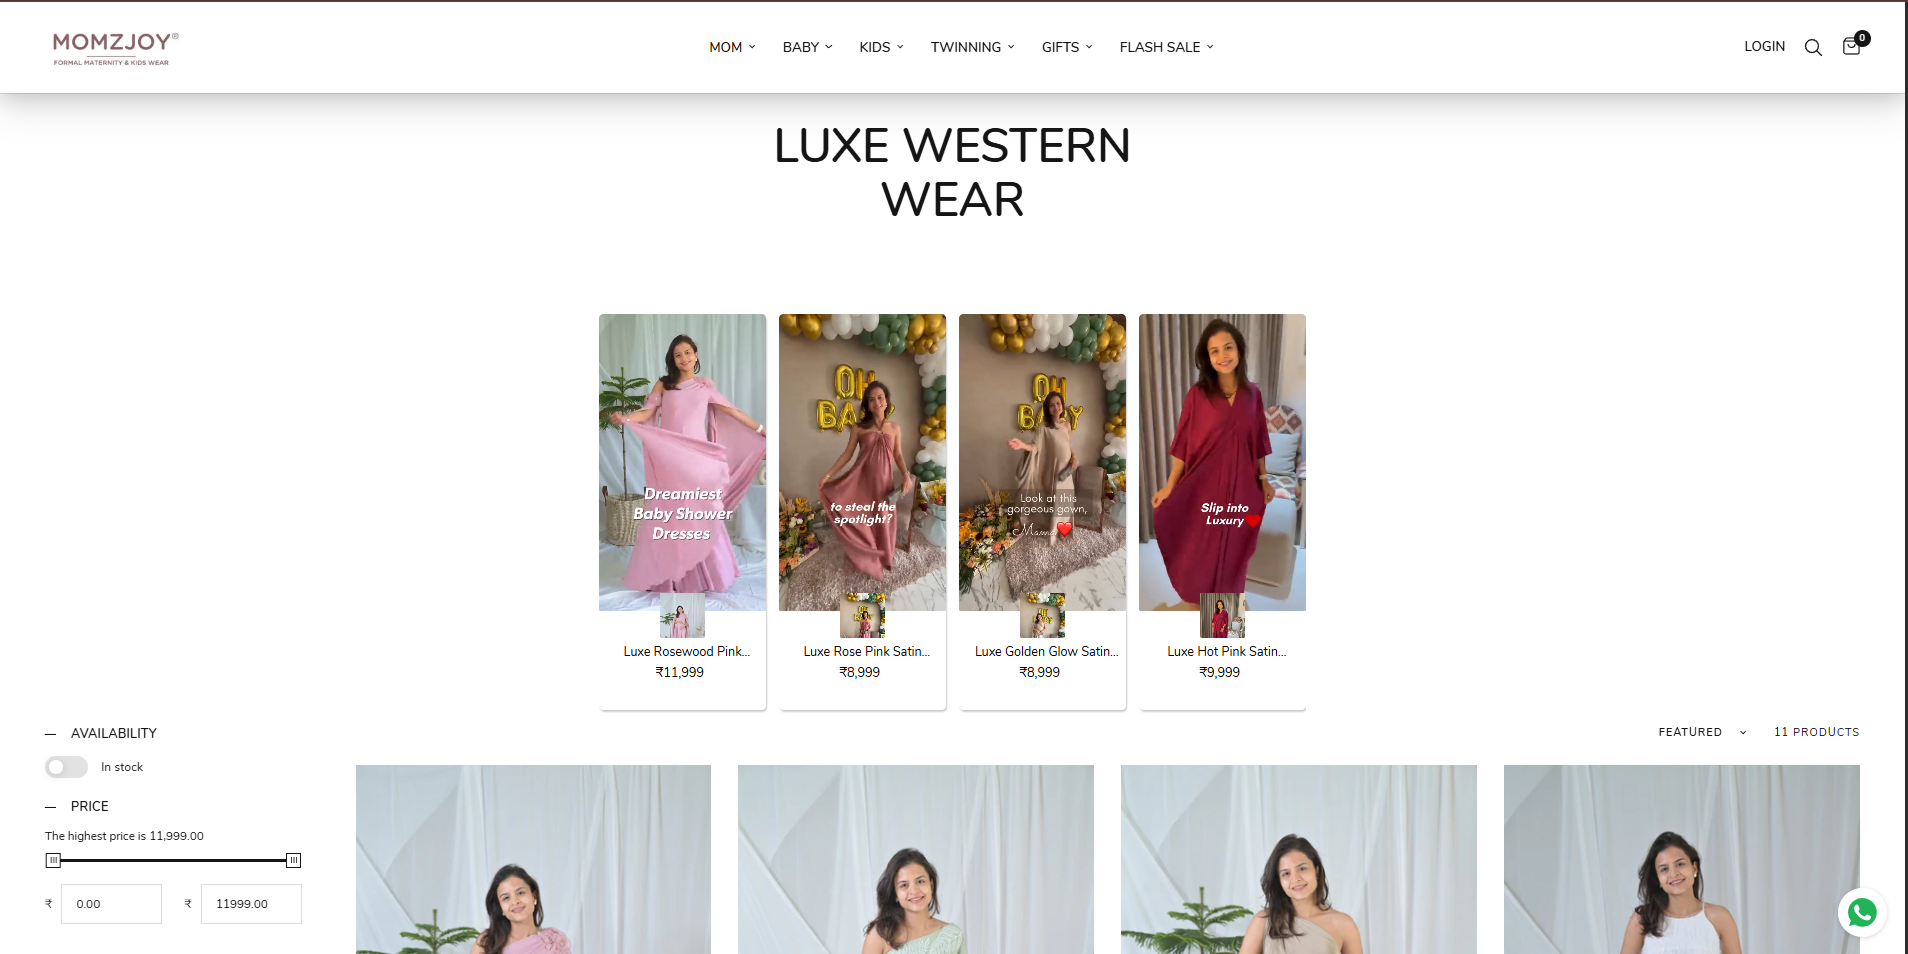 MOMZJOY®
FORMAL MATERNITY & KIDS WEAR
MOM
BABY
KIDS
TWINNING
GIFTS
FLASH SALE
LOGIN
0
LUXE WESTERN
WEAR
OH
BABY
OH
BABY
Dreamiest
Baby Shower
Dresses
to steal the
spotlight?
Look at this
gorgeous gown,
Mama
Slip into
Luxury
Luxe Rosewood Pink...
₹11,999
Luxe Rose Pink Satin...
₹8,999
Luxe Golden Glow Satin...
₹8,999
Luxe Hot Pink Satin...
₹9,999
AVAILABILITY
In stock
FEATURED
11 PRODUCTS
PRICE
The highest price is 11,999.00
₹ 0.00
₹ 11999.00